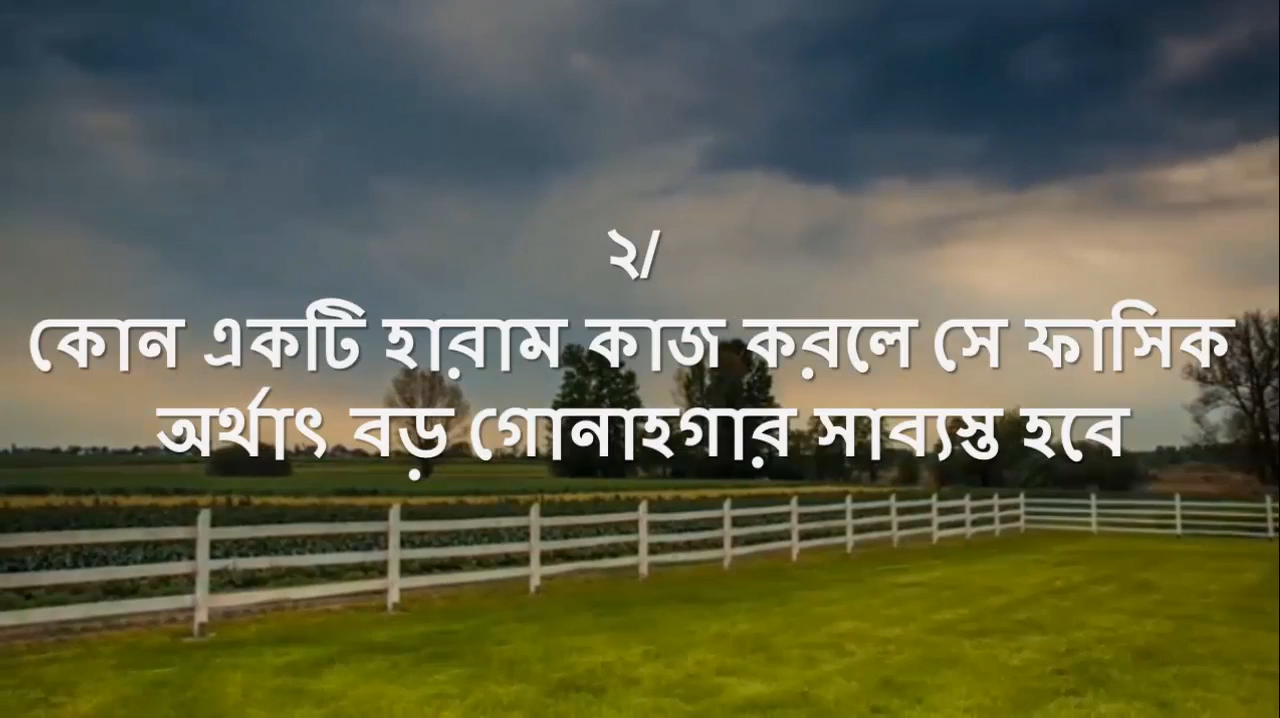 ২/
কোন একটি হারাম কাজ করলে সে ফাসিক
অর্থাৎ বড় গোনাহগার সাব্যস্ত হবে